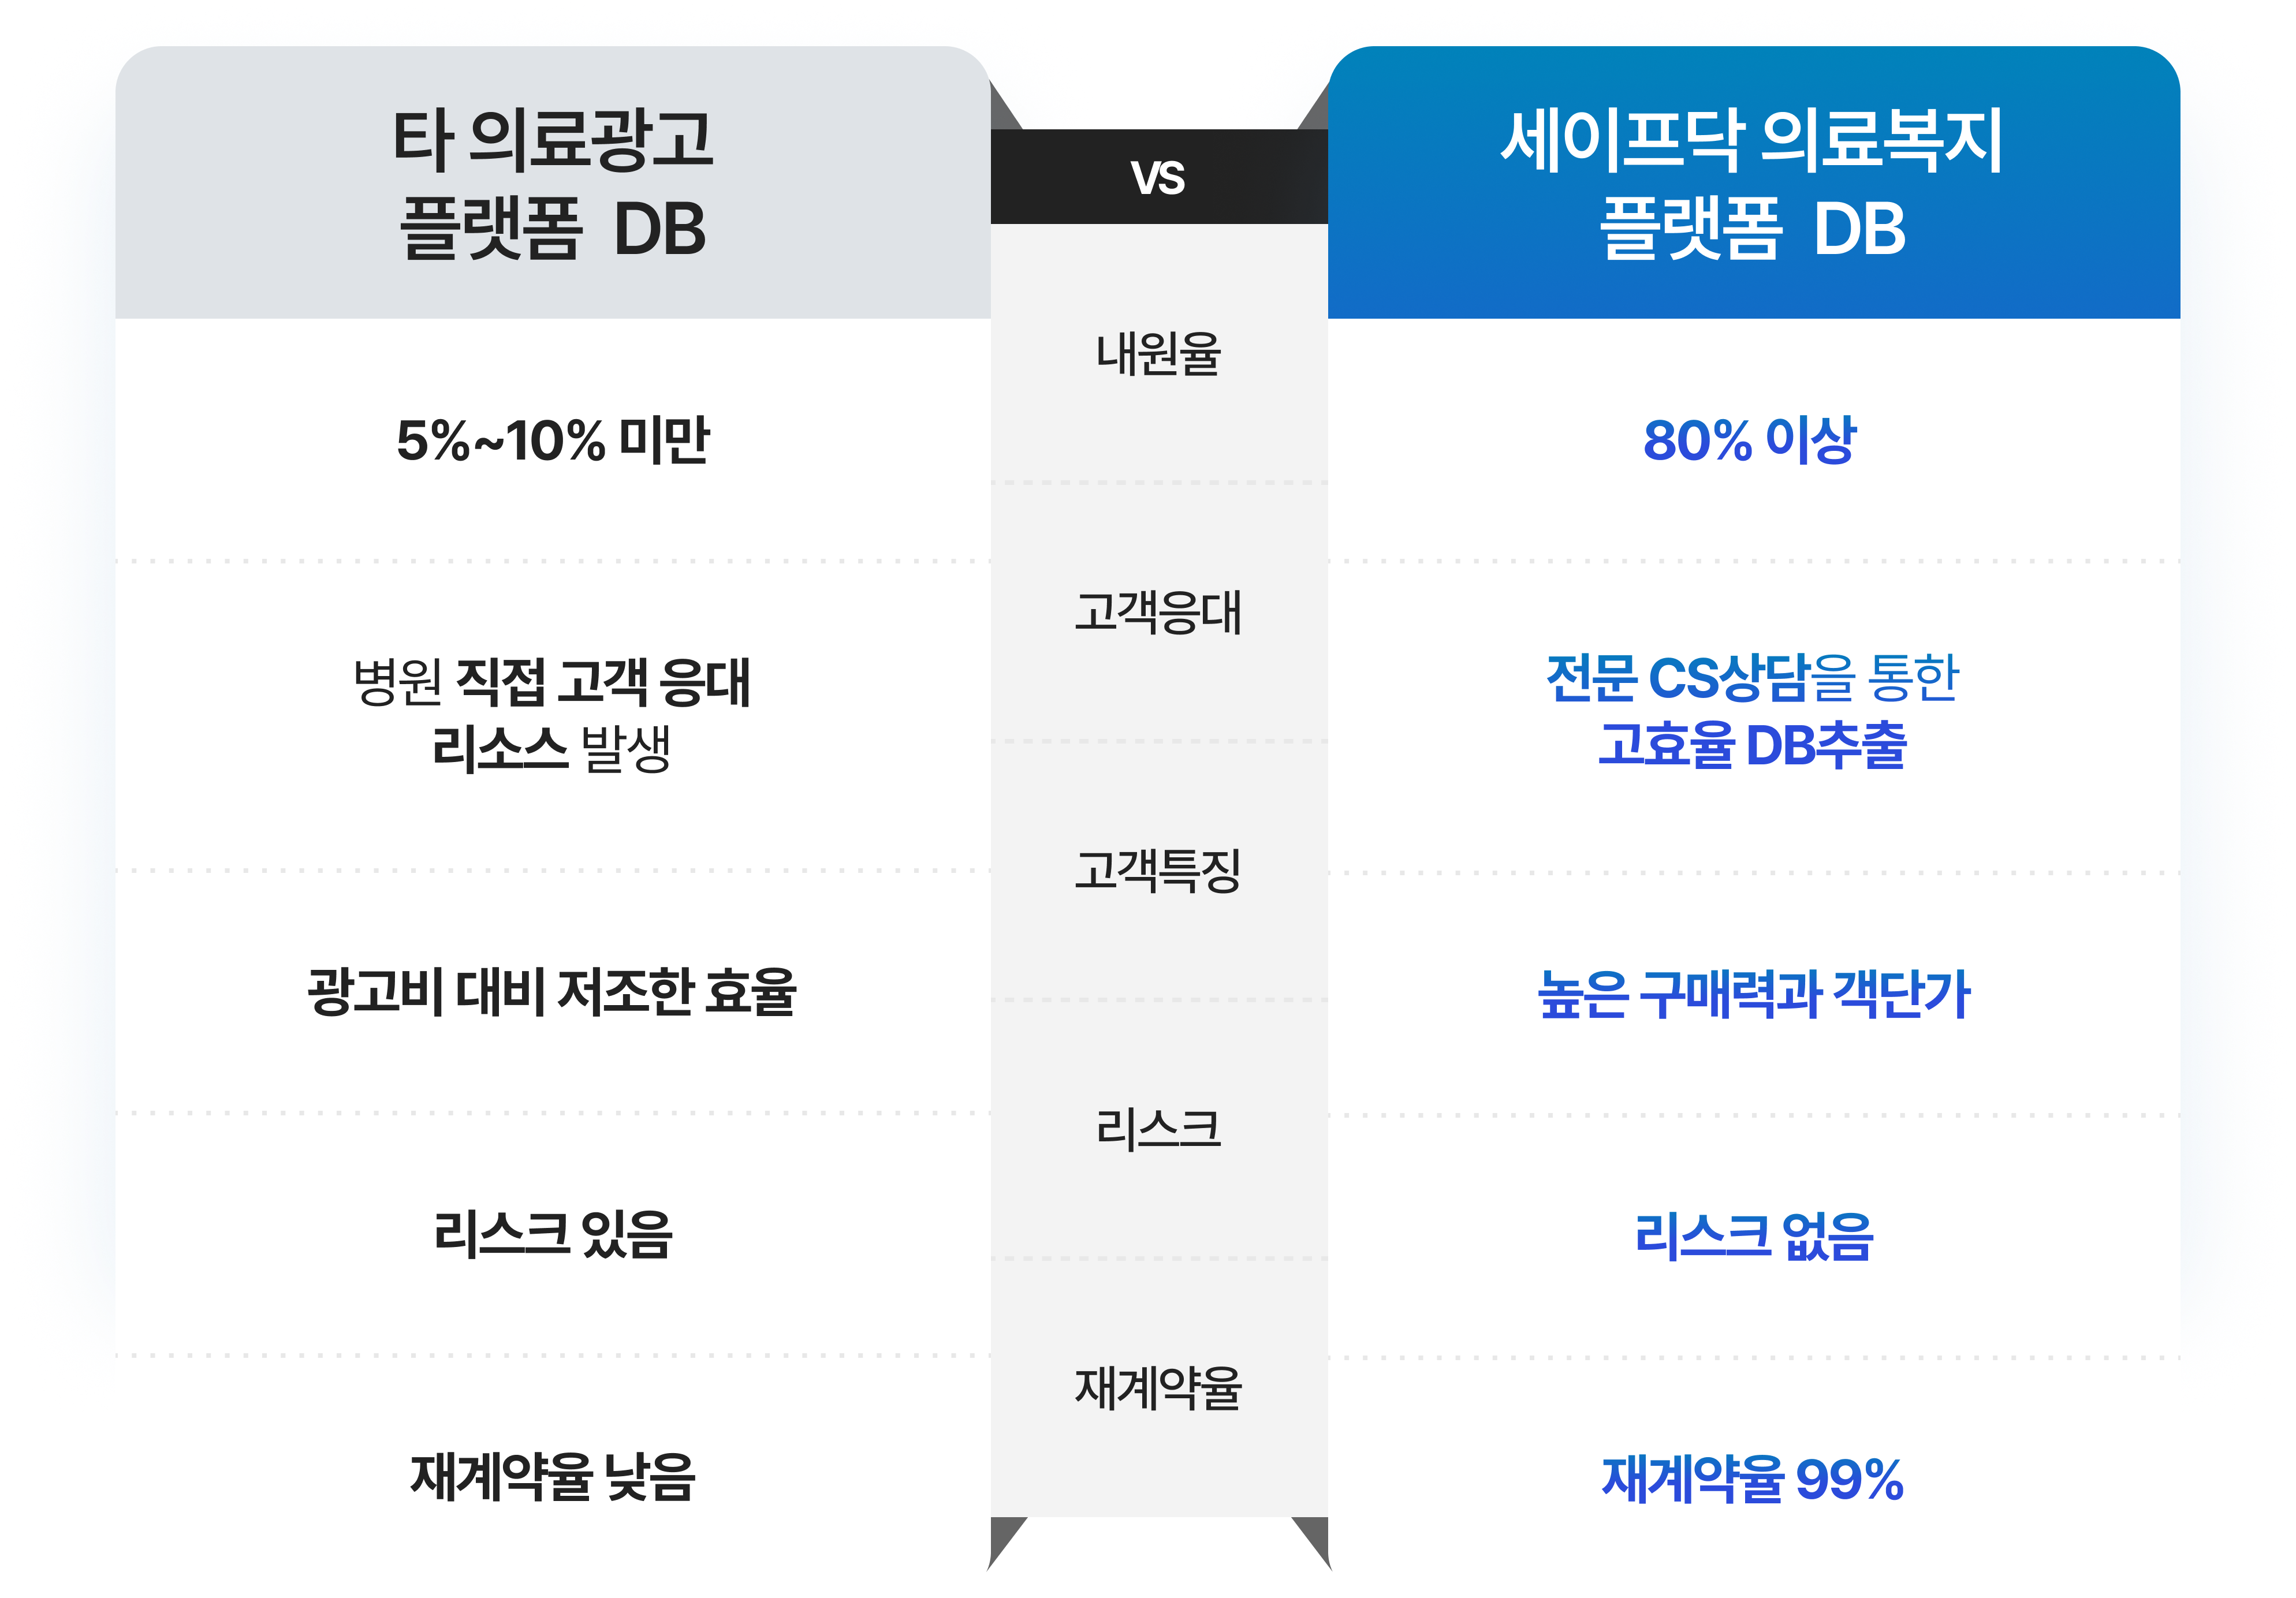 타 의료광고
플랫폼 DB
VS
세이프닥 의료복지
플랫폼 DB
내원율
5%~10% 미만
80% 이상
고객응대
병원 직접 고객 응대
리소스 발생
전문 CS상담을 통한
고효율 DB추출
고객특징
광고비 대비 저조한 효율
높은 구매력과 객단가
리스크
리스크 있음
리스크 없음
재계약율
재계약율 낮음
재계약율 99%